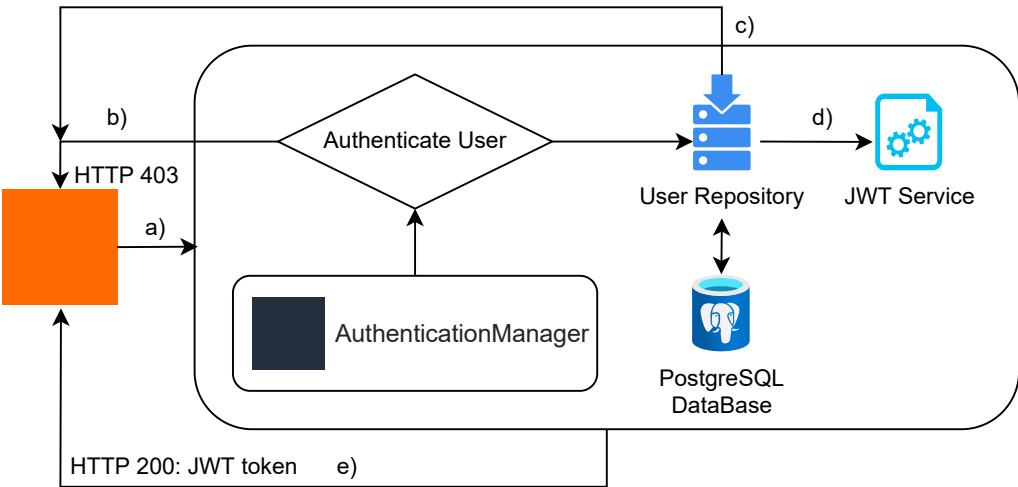 c)
b)
Authenticate User
d)
HTTP 403
User Repository
JWT Service
a)
AuthenticationManager
PostgreSQL
DataBase
HTTP 200: JWT token
e)